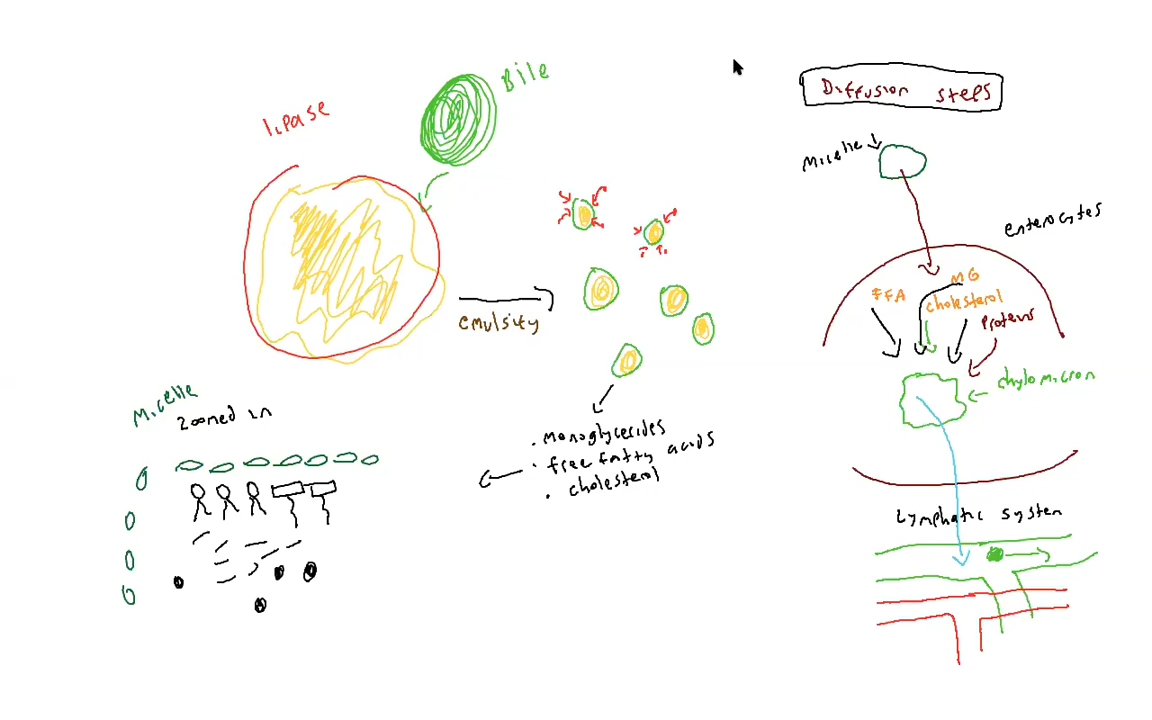 Bile
lipase
emulsity
Micelle
zoomed in
. monoglycerides
. free fatty acids
. cholesterol
Diffusion steps
Micelle
enterocytes
MG
FFA
cholesterol
Proteins
chylomicron
Lymphatic system